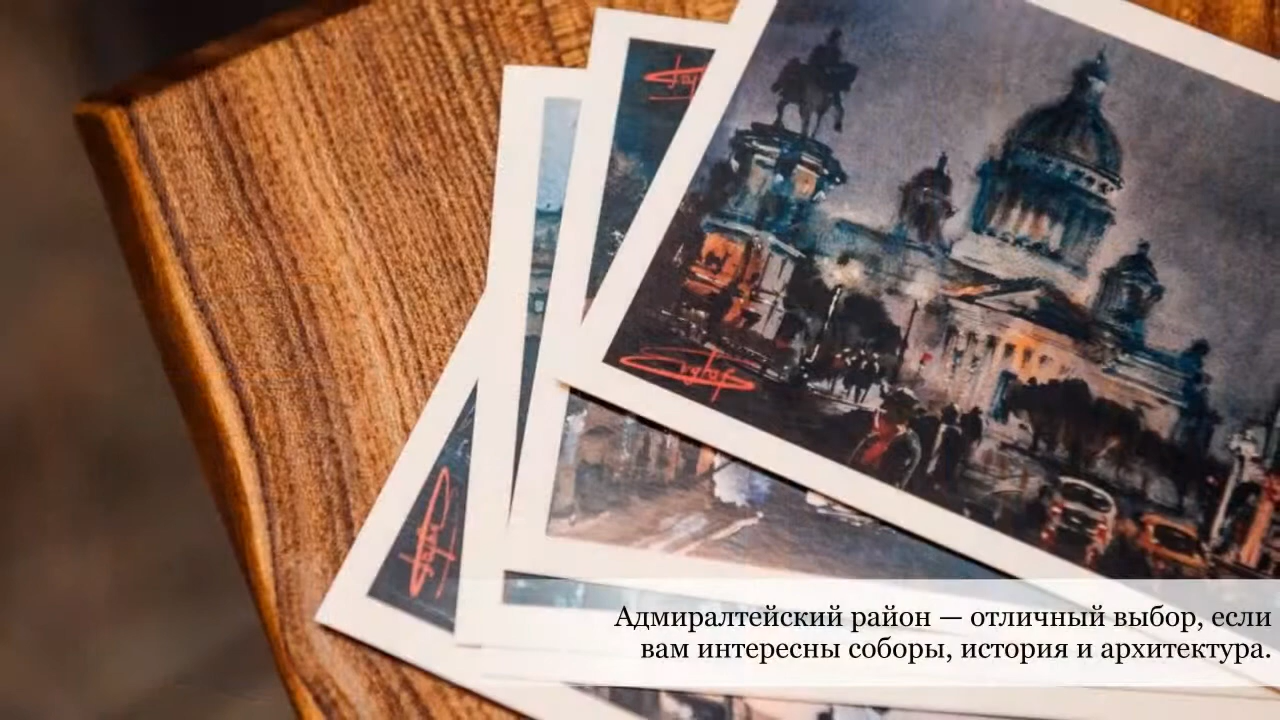 Адмиралтейский район — отличный выбор, если
вам интересны соборы, история и архитектура.